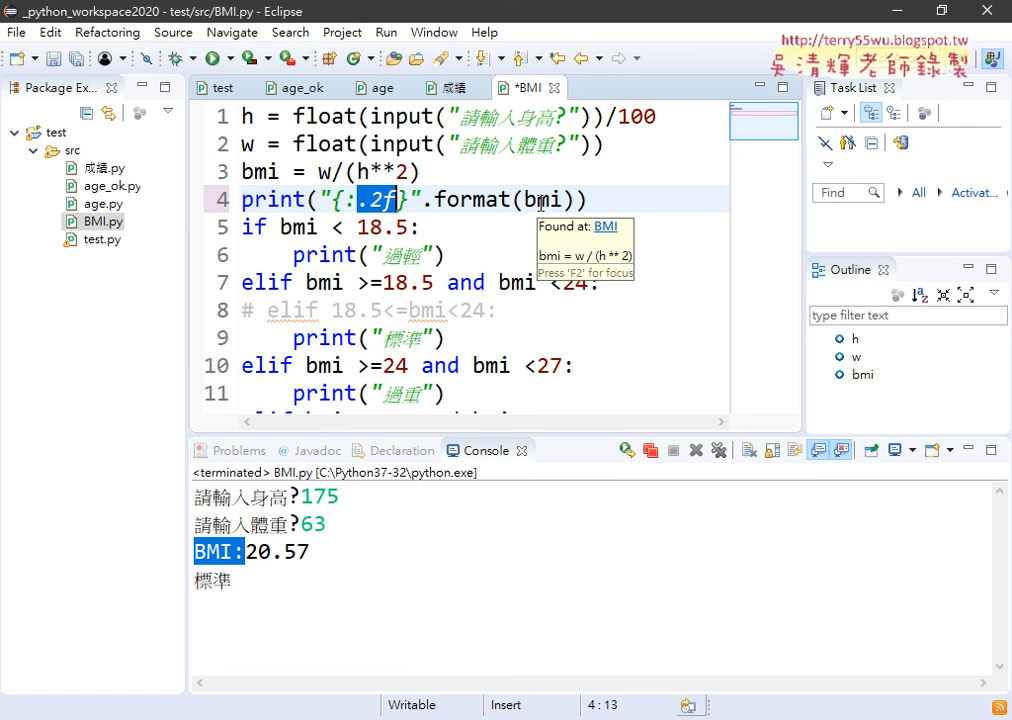 _python_workspace2020 - test/src/BMI.py - Eclipse
File Edit Refactoring Source Navigate Search Project Run Window Help
http://terry55wu.blogspot.tw
吳清輝老師錄製
Package Ex...
test
src
成績.py
age_ok.py
age.py
BMI.py
test.py
test age_ok age 成績 *BMI
1 h = float(input("請輸入身高?"))/100
2 w = float(input("請輸入體重?"))
3 bmi = w/(h**2)
4 print("{:.2f}".format(bmi))
5 if bmi < 18.5:
6 print("過輕")
7 elif bmi >=18.5 and bmi <24:
8 # elif 18.5<=bmi<24:
9 print("標準")
10 elif bmi >=24 and bmi <27:
11 print("過重")
Found at: BMI
bmi = w / (h ** 2)
Press 'F2' for focus
Task List
Find All Activat...
Outline
type filter text
h
w
bmi
Problems Javadoc Declaration Console
<terminated> BMI.py [C:\Python37-32\python.exe]
請輸入身高?175
請輸入體重?63
BMI:20.57
標準
Writable Insert 4 : 13